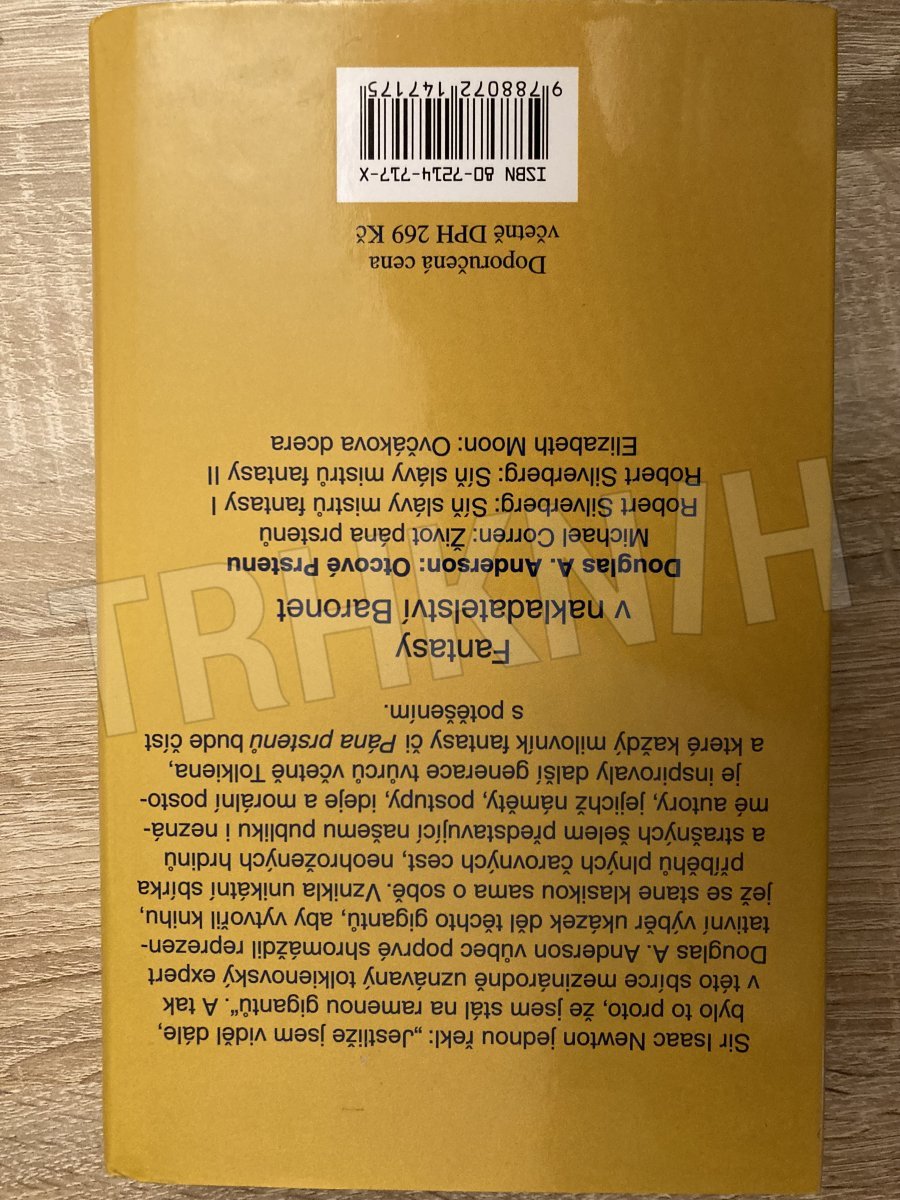 Sir Isaac Newton jednou řekl: „Jestliže jsem viděl dále,
bylo to proto, že jsem stál na ramenou gigantů“. A tak
v této sbírce mezinárodně uznávaný tolkienovský expert
Douglas A. Anderson vůbec poprvé shromáždil reprezen-
tativní výběr ukázek děl těchto gigantů, aby vytvořil knihu,
jež se stane klasikou sama o sobě. Vznikla unikátní sbírka
příběhů plných čarovných cest, neohrožených hrdinů
a strašných šelem představující našemu publiku i nezná-
mé autory, jejichž náměty, postupy, ideje a morální posto-
je inspirovaly další generace tvůrců včetně Tolkiena,
a které každý milovník fantasy či Pána prstenů bude číst
s potěšením.
Fantasy
v nakladatelství Baronet
Douglas A. Anderson: Otcové Prstenu
Michael Corren: Život pána prstenů
Robert Silverberg: Síň slávy mistrů fantasy I
Robert Silverberg: Síň slávy mistrů fantasy II
Elizabeth Moon: Ovčákova dcera
Doporučená cena
včetně DPH 269 Kč
ISBN 80-7214-717-X
9 788072 147175
TRHKNIH